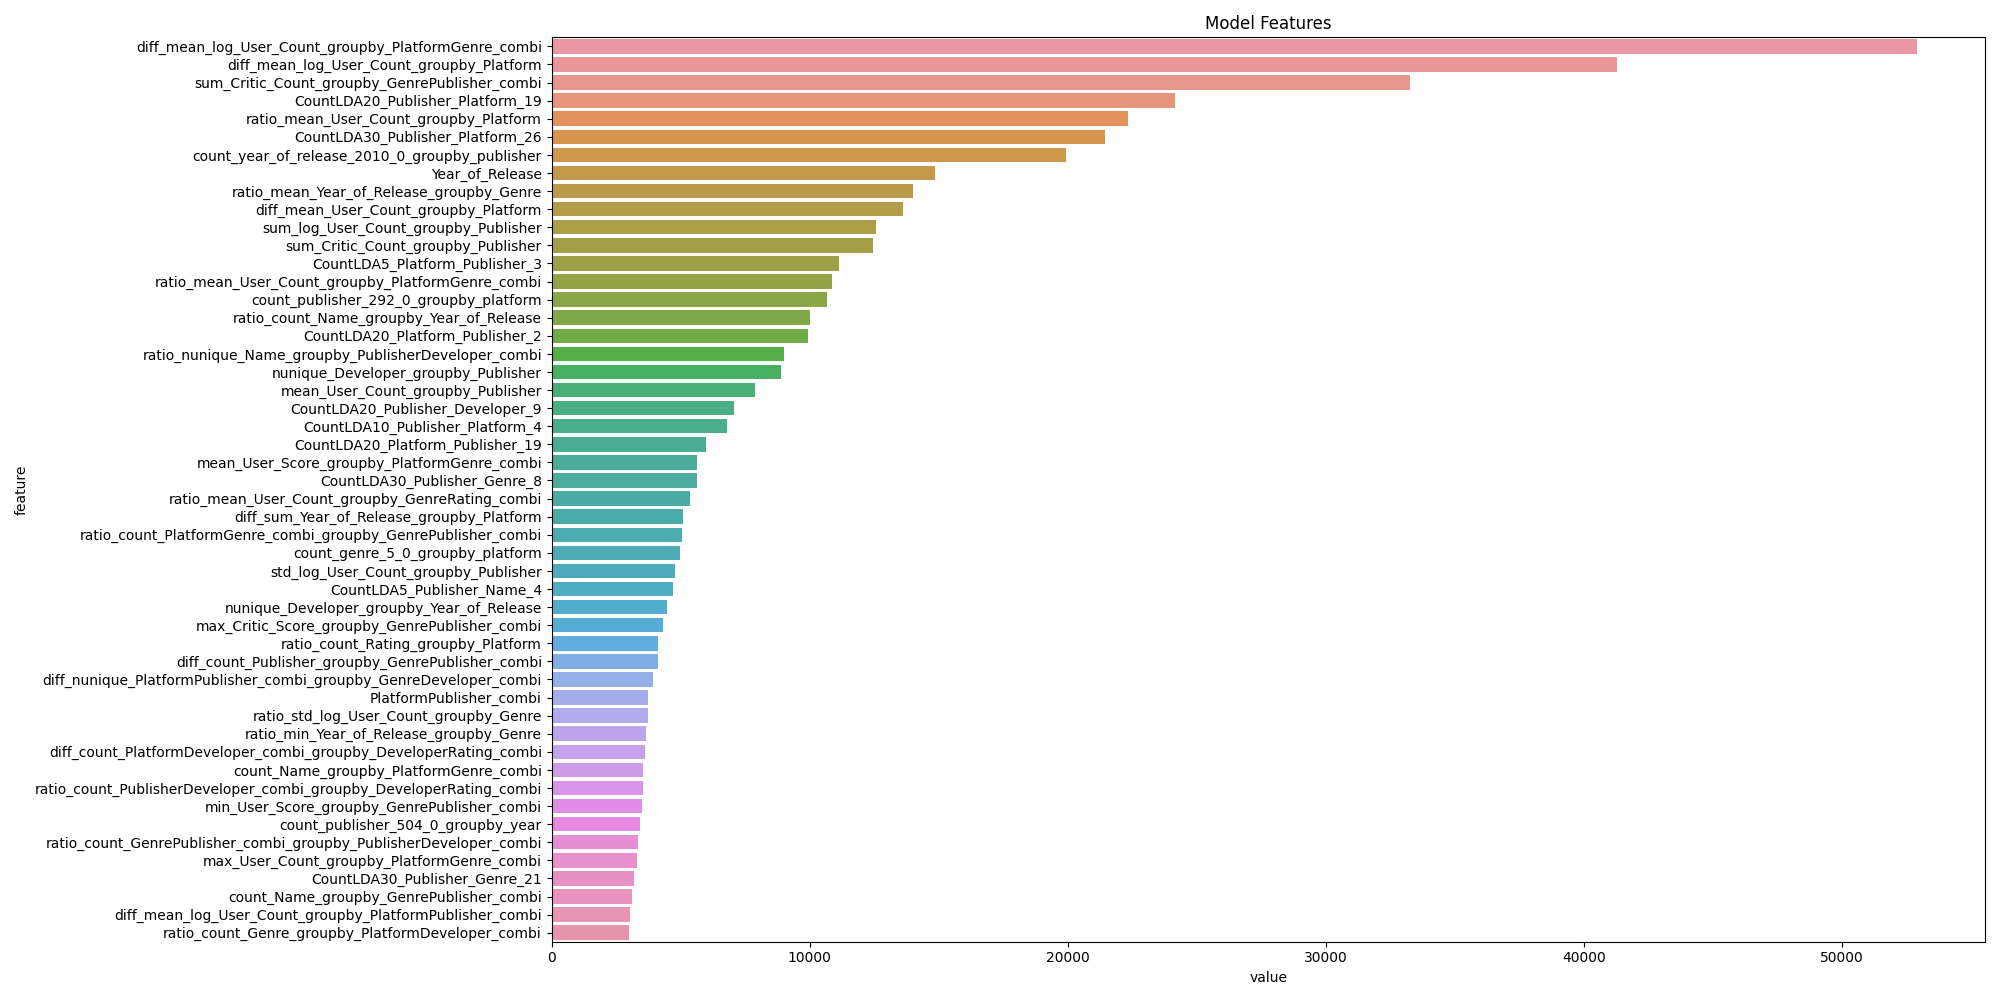 Model Features
diff_mean_log_User_Count_groupby_PlatformGenre_combi
diff_mean_log_User_Count_groupby_Platform
sum_Critic_Count_groupby_GenrePublisher_combi
CountLDA20_Publisher_Platform_19
ratio_mean_User_Count_groupby_Platform
CountLDA30_Publisher_Platform_26
count_year_of_release_2010_0_groupby_publisher
Year_of_Release
ratio_mean_Year_of_Release_groupby_Genre
diff_mean_User_Count_groupby_Platform
sum_log_User_Count_groupby_Publisher
sum_Critic_Count_groupby_Publisher
CountLDA5_Platform_Publisher_3
ratio_mean_User_Count_groupby_PlatformGenre_combi
count_publisher_292_0_groupby_platform
ratio_count_Name_groupby_Year_of_Release
CountLDA20_Platform_Publisher_2
ratio_nunique_Name_groupby_PublisherDeveloper_combi
nunique_Developer_groupby_Publisher
mean_User_Count_groupby_Publisher
CountLDA20_Publisher_Developer_9
CountLDA10_Publisher_Platform_4
CountLDA20_Platform_Publisher_19
mean_User_Score_groupby_PlatformGenre_combi
CountLDA30_Publisher_Genre_8
ratio_mean_User_Count_groupby_GenreRating_combi
diff_sum_Year_of_Release_groupby_Platform
ratio_count_PlatformGenre_combi_groupby_GenrePublisher_combi
count_genre_5_0_groupby_platform
std_log_User_Count_groupby_Publisher
CountLDA5_Publisher_Name_4
nunique_Developer_groupby_Year_of_Release
max_Critic_Score_groupby_GenrePublisher_combi
ratio_count_Rating_groupby_Platform
diff_count_Publisher_groupby_GenrePublisher_combi
diff_nunique_PlatformPublisher_combi_groupby_GenreDeveloper_combi
PlatformPublisher_combi
ratio_std_log_User_Count_groupby_Genre
ratio_min_Year_of_Release_groupby_Genre
diff_count_PlatformDeveloper_combi_groupby_DeveloperRating_combi
count_Name_groupby_PlatformGenre_combi
ratio_count_PublisherDeveloper_combi_groupby_DeveloperRating_combi
min_User_Score_groupby_GenrePublisher_combi
count_publisher_504_0_groupby_year
ratio_count_GenrePublisher_combi_groupby_PublisherDeveloper_combi
max_User_Count_groupby_PlatformGenre_combi
CountLDA30_Publisher_Genre_21
count_Name_groupby_GenrePublisher_combi
diff_mean_log_User_Count_groupby_PlatformPublisher_combi
ratio_count_Genre_groupby_PlatformDeveloper_combi
feature
0 10000 20000 30000 40000 50000
value